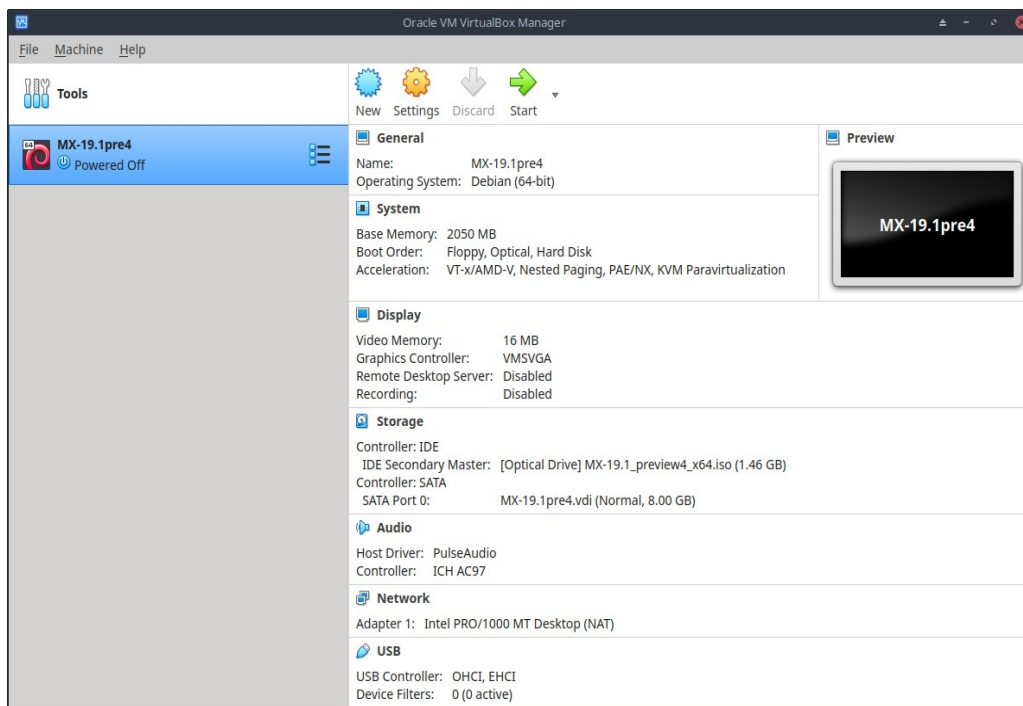 Oracle VM VirtualBox Manager
File Machine Help
Tools
New Settings Discard Start
64
MX-19.1pre4
Powered Off
General
Name: MX-19.1pre4
Operating System: Debian (64-bit)
Preview
MX-19.1pre4
System
Base Memory: 2050 MB
Boot Order: Floppy, Optical, Hard Disk
Acceleration: VT-x/AMD-V, Nested Paging, PAE/NX, KVM Paravirtualization
Display
Video Memory: 16 MB
Graphics Controller: VMSVGA
Remote Desktop Server: Disabled
Recording: Disabled
Storage
Controller: IDE
IDE Secondary Master: [Optical Drive] MX-19.1_preview4_x64.iso (1.46 GB)
Controller: SATA
SATA Port 0: MX-19.1pre4.vdi (Normal, 8.00 GB)
Audio
Host Driver: PulseAudio
Controller: ICH AC97
Network
Adapter 1: Intel PRO/1000 MT Desktop (NAT)
USB
USB Controller: OHCI, EHCI
Device Filters: 0 (0 active)